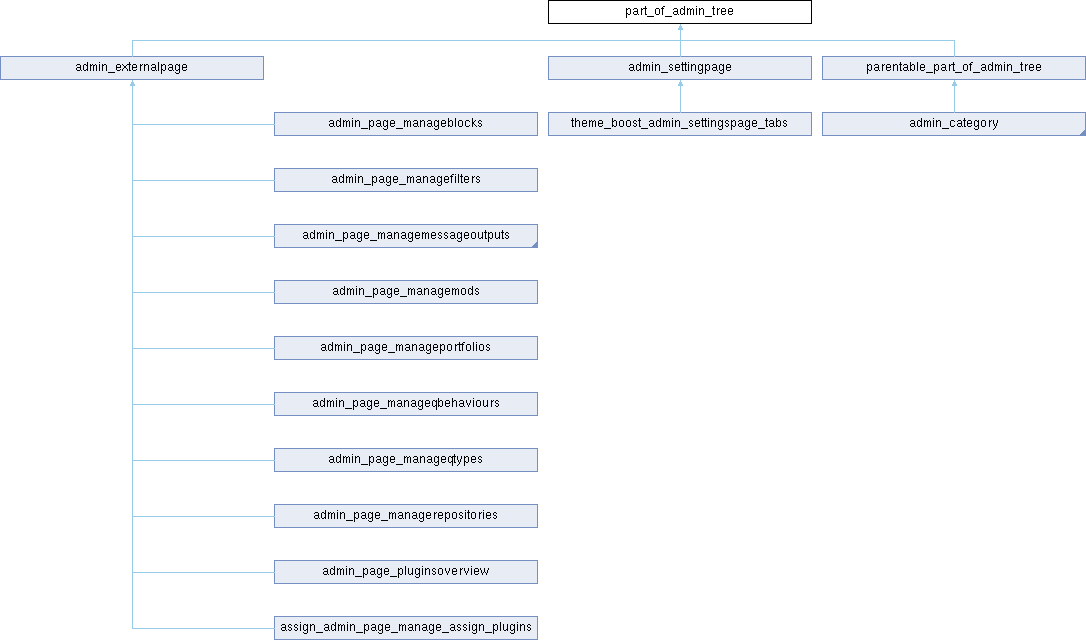 part_of_admin_tree
admin_externalpage
admin_settingpage
parentable_part_of_admin_tree
admin_page_manageblocks
theme_boost_admin_settingspage_tabs
admin_category
admin_page_managefilters
admin_page_managemessageoutputs
admin_page_managemods
admin_page_manageportfolios
admin_page_manageqbehaviours
admin_page_manageqtypes
admin_page_managerepositories
admin_page_pluginsoverview
assign_admin_page_manage_assign_plugins